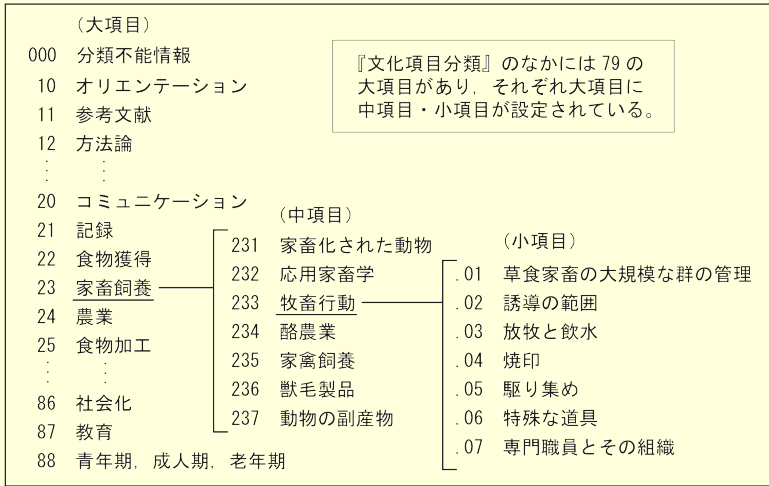 (大項目)
000 分類不能情報
10 オリエンテーション
11 参考文献
12 方法論
⋮ ⋮
20 コミュニケーション
21 記録
22 食物獲得
23 家畜飼養
24 農業
25 食物加工
⋮ ⋮
86 社会化
87 教育
88 青年期，成人期，老年期
『文化項目分類』のなかには 79 の
大項目があり，それぞれ大項目に
中項目・小項目が設定されている。
(中項目)
231 家畜化された動物
232 応用家畜学
233 牧畜行動
234 酪農業
235 家禽飼養
236 獣毛製品
237 動物の副産物
(小項目)
.01 草食家畜の大規模な群の管理
.02 誘導の範囲
.03 放牧と飲水
.04 焼印
.05 駆り集め
.06 特殊な道具
.07 専門職員とその組織